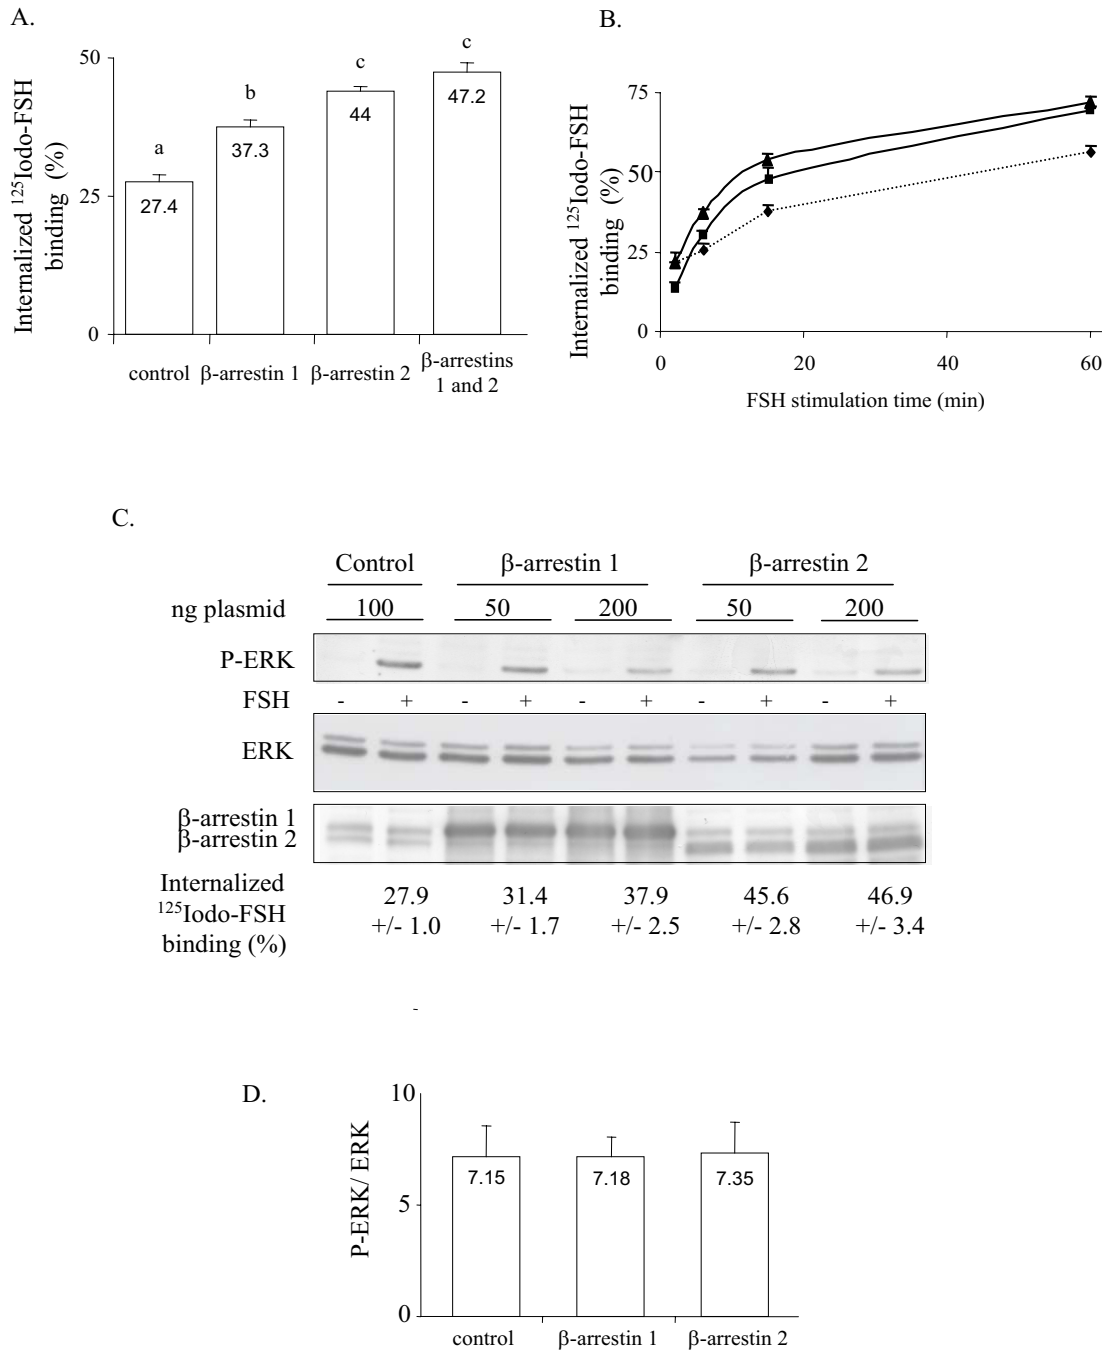 A.
Internalized ¹²⁵Iodo-FSH
binding (%)
50
25
0
a
b
c
c
27.4
37.3
44
47.2
control β-arrestin 1 β-arrestin 2 β-arrestins
1 and 2
B.
Internalized ¹²⁵Iodo-FSH
binding (%)
75
50
25
0
0 20 40 60
FSH stimulation time (min)
C.
Control β-arrestin 1 β-arrestin 2
ng plasmid 100 50 200 50 200
P-ERK
FSH - + - + - + - + - +
ERK
β-arrestin 1
β-arrestin 2
Internalized
¹²⁵Iodo-FSH
binding (%)
27.9 31.4 37.9 45.6 46.9
+/- 1.0 +/- 1.7 +/- 2.5 +/- 2.8 +/- 3.4
-
D.
P-ERK/ ERK
10
5
0
7.15 7.18 7.35
control β-arrestin 1 β-arrestin 2